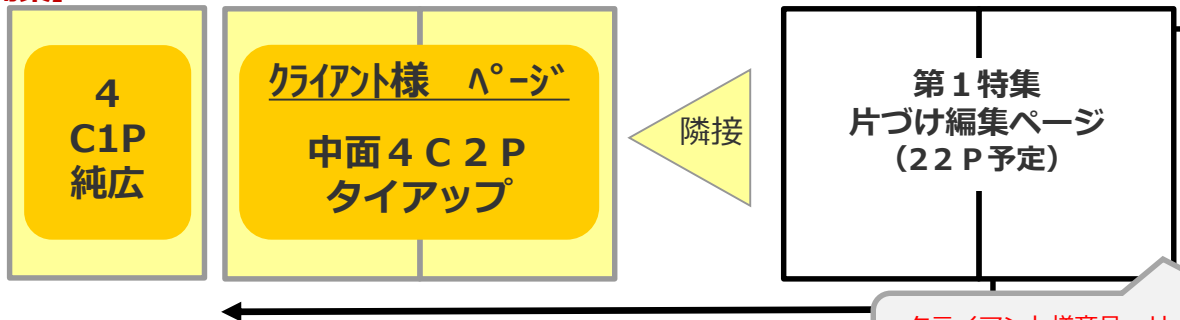 4
C1P
純広
クライアント様　ページ
中面４Ｃ２Ｐ
タイアップ
隣接
第１特集
片づけ編集ページ
（２２Ｐ予定）